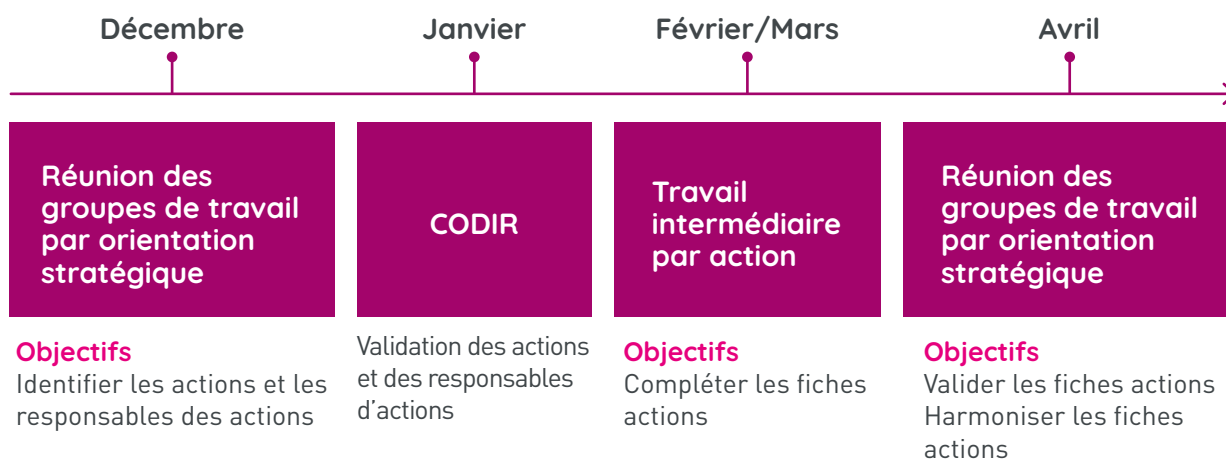 Décembre
Janvier
Février/Mars
Avril
Réunion des
groupes de travail
par orientation
stratégique
CODIR
Travail
intermédiaire
par action
Réunion des
groupes de travail
par orientation
stratégique
Objectifs
Identifier les actions et les
responsables des actions
Validation des actions
et des responsables
d’actions
Objectifs
Compléter les fiches
actions
Objectifs
Valider les fiches actions
Harmoniser les fiches
actions